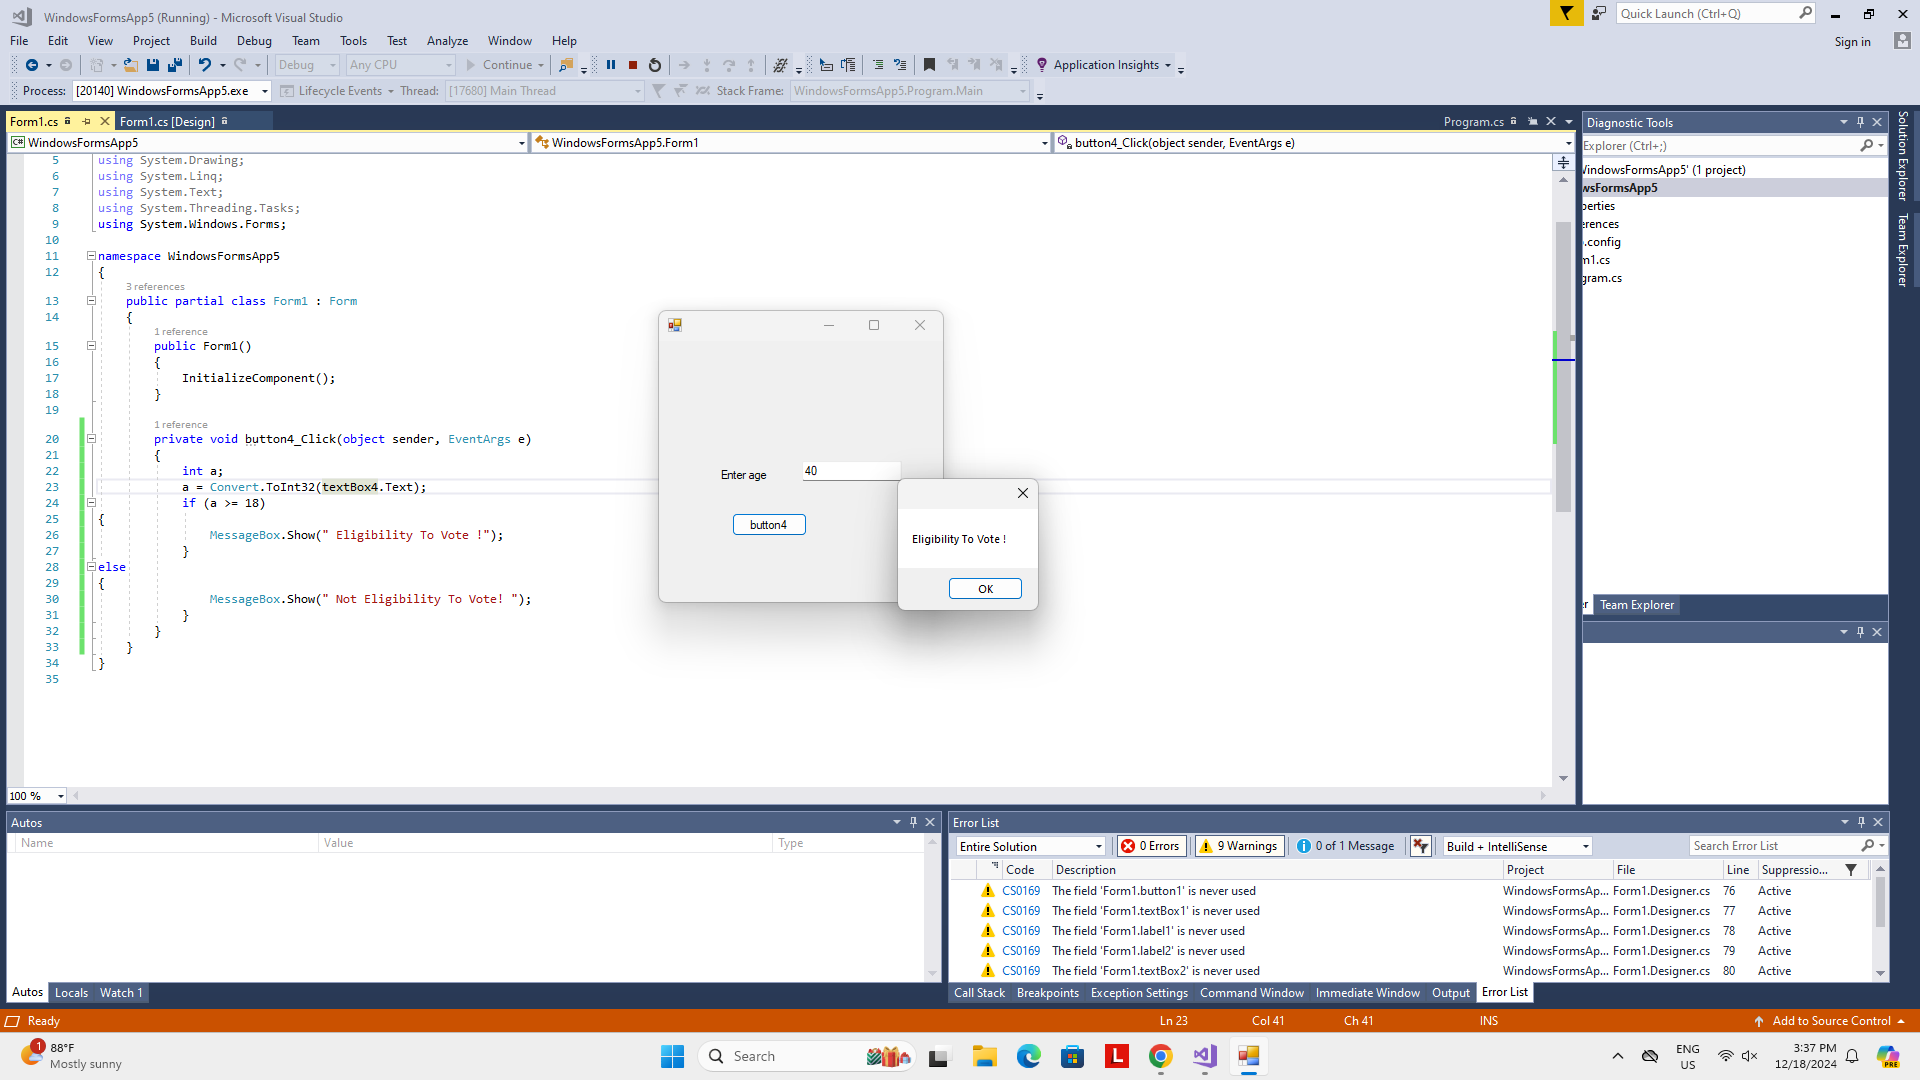 WindowsFormsApp5 (Running) - Microsoft Visual Studio
Quick Launch (Ctrl+Q)
File Edit View Project Build Debug Team Tools Test Analyze Window Help
Sign in
Debug Any CPU Continue Application Insights
Process: [20140] WindowsFormsApp5.exe Lifecycle Events Thread: [17680] Main Thread Stack Frame: WindowsFormsApp5.Program.Main
Form1.cs Form1.cs [Design] Program.cs
WindowsFormsApp5 WindowsFormsApp5.Form1 button4_Click(object sender, EventArgs e)
5 using System.Drawing;
6 using System.Linq;
7 using System.Text;
8 using System.Threading.Tasks;
9 using System.Windows.Forms;
10
11 namespace WindowsFormsApp5
12 {
3 references
13 public partial class Form1 : Form
14 {
1 reference
15 public Form1()
16 {
17 InitializeComponent();
18 }
19
1 reference
20 private void button4_Click(object sender, EventArgs e)
21 {
22 int a;
23 a = Convert.ToInt32(textBox4.Text);
24 if (a >= 18)
25 {
26 MessageBox.Show(" Eligibility To Vote !");
27 }
28 else
29 {
30 MessageBox.Show(" Not Eligibility To Vote! ");
31 }
32 }
33 }
34 }
35
100 %
Enter age 40
button4
Eligibility To Vote !
OK
Diagnostic Tools
Explorer (Ctrl+;)
WindowsFormsApp5' (1 project)
wsFormsApp5
perties
erences
.config
m1.cs
gram.cs
er Team Explorer
Solution Explorer
Team Explorer
Autos
Name Value Type
Autos Locals Watch 1
Error List
Entire Solution 0 Errors 9 Warnings 0 of 1 Message Build + IntelliSense Search Error List
Code Description Project File Line Suppressio...
CS0169 The field 'Form1.button1' is never used WindowsFormsAp... Form1.Designer.cs 76 Active
CS0169 The field 'Form1.textBox1' is never used WindowsFormsAp... Form1.Designer.cs 77 Active
CS0169 The field 'Form1.label1' is never used WindowsFormsAp... Form1.Designer.cs 78 Active
CS0169 The field 'Form1.label2' is never used WindowsFormsAp... Form1.Designer.cs 79 Active
CS0169 The field 'Form1.textBox2' is never used WindowsFormsAp... Form1.Designer.cs 80 Active
Call Stack Breakpoints Exception Settings Command Window Immediate Window Output Error List
Ready Ln 23 Col 41 Ch 41 INS Add to Source Control
1 88°F
Mostly sunny
Search
L
ENG
US
3:37 PM
12/18/2024
PRE